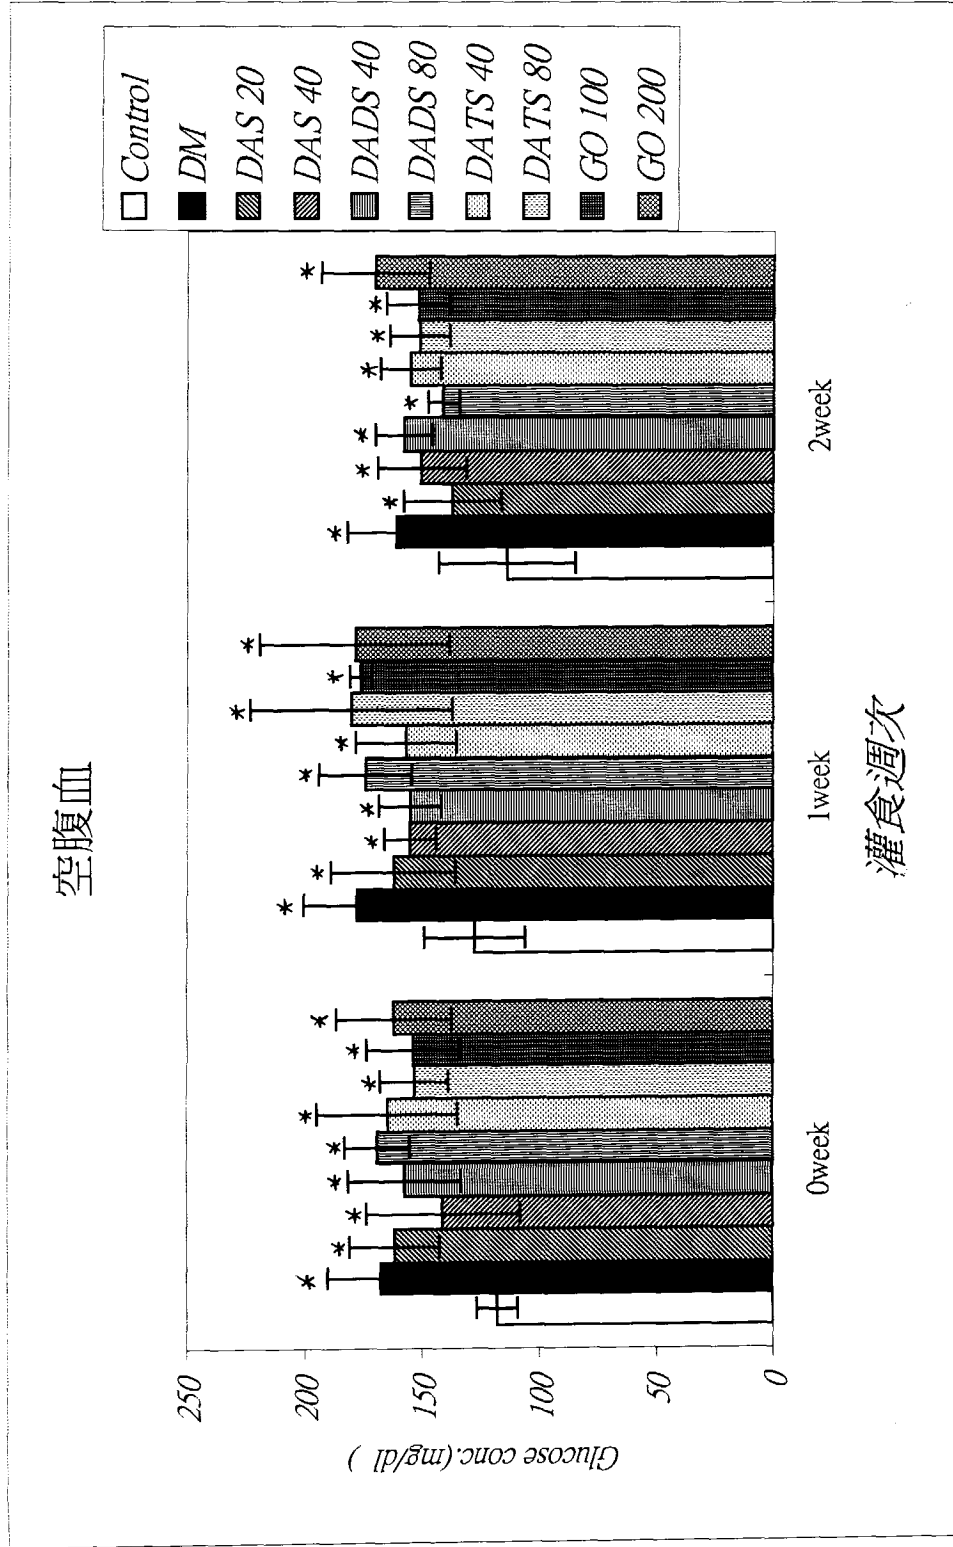 空腹血
Glucose conc.(mg/dl )
250
200
150
100
50
0
* * * * * * * * *
* * * * * * * * *
* * * * * * * * *
0week
1week
2week
灌食週次
Control
DM
DAS 20
DAS 40
DADS 40
DADS 80
DATS 40
DATS 80
GO 100
GO 200